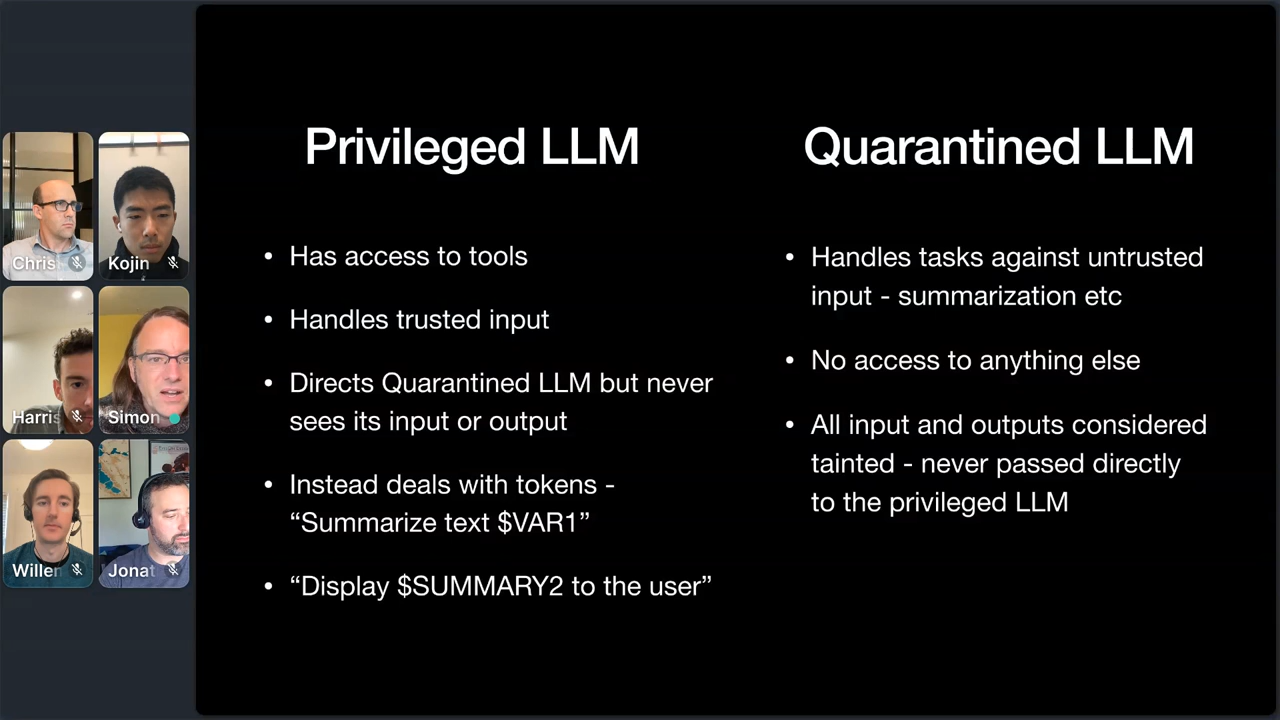 Privileged LLM
• Has access to tools
• Handles trusted input
• Directs Quarantined LLM but never
sees its input or output
• Instead deals with tokens -
“Summarize text $VAR1”
• “Display $SUMMARY2 to the user”
Quarantined LLM
• Handles tasks against untrusted
input - summarization etc
• No access to anything else
• All input and outputs considered
tainted - never passed directly
to the privileged LLM
Chris
Kojin
Harris
Simon
Willem
Jonat